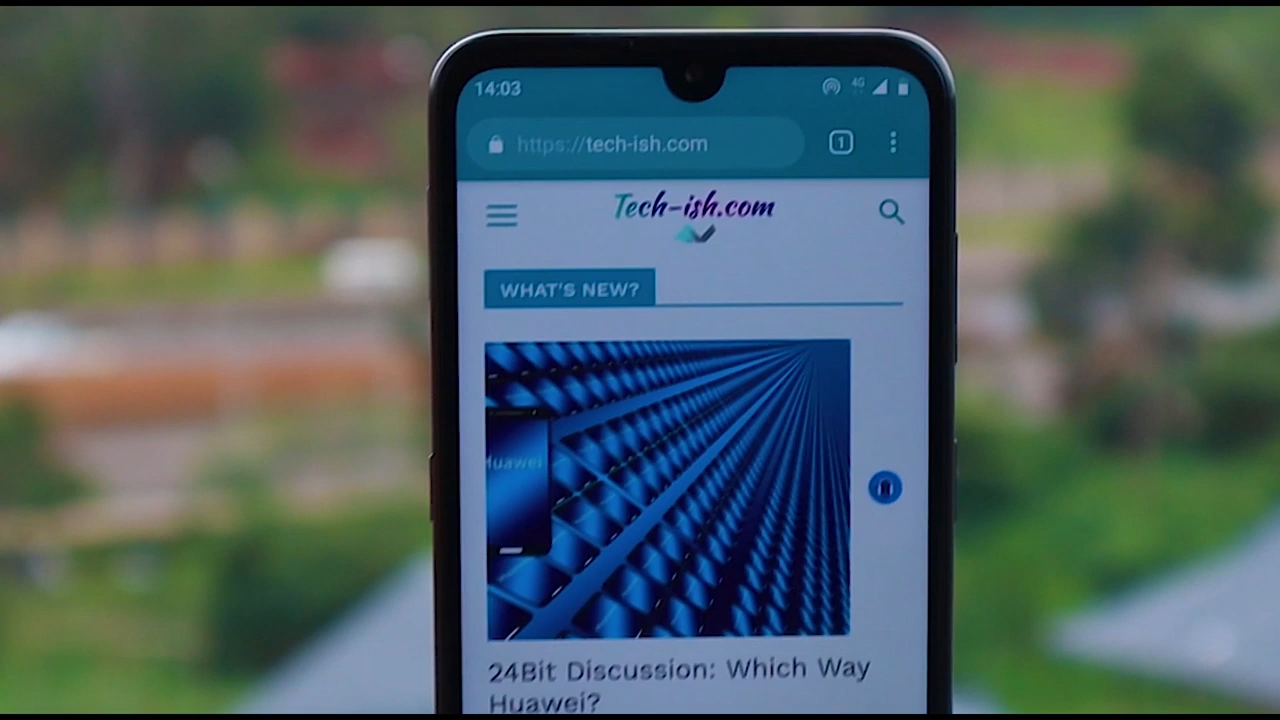 14:03
4G
https://tech-ish.com
1
Tech-ish.com
WHAT'S NEW?
Huawei
24Bit Discussion: Which Way
Huawei?